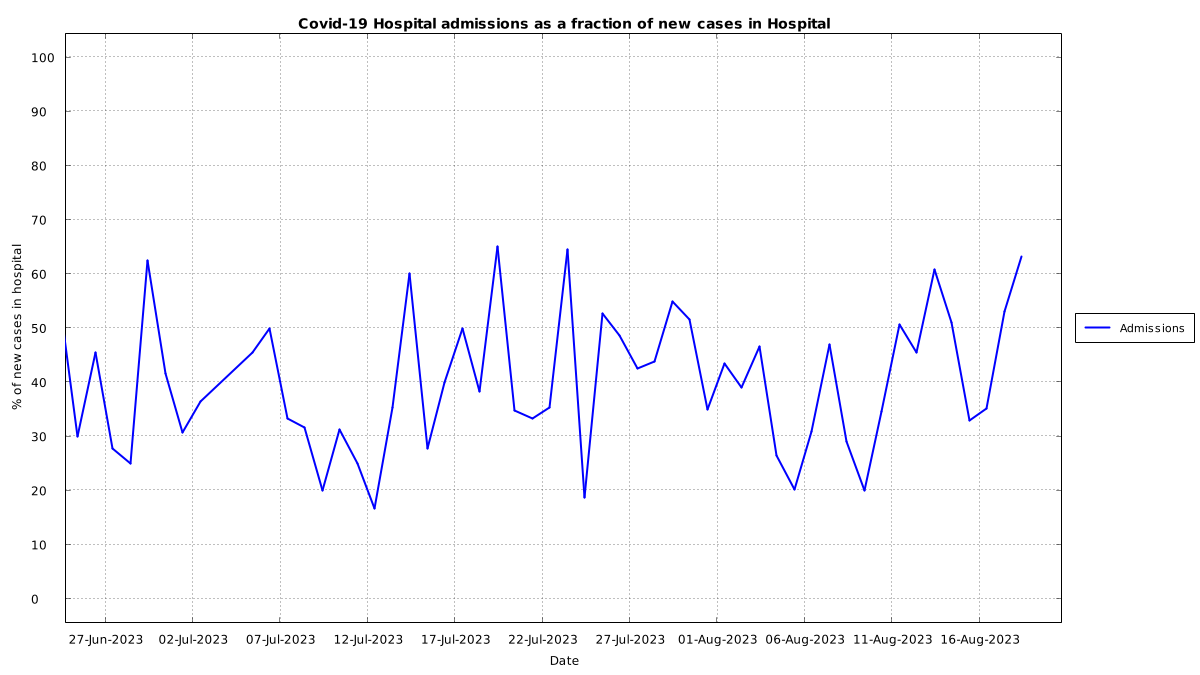 Covid-19 Hospital admissions as a fraction of new cases in Hospital
100
90
80
70
60
50
40
30
20
10
0
% of new cases in hospital
27-Jun-2023 02-Jul-2023 07-Jul-2023 12-Jul-2023 17-Jul-2023 22-Jul-2023 27-Jul-2023 01-Aug-2023 06-Aug-2023 11-Aug-2023 16-Aug-2023
Date
Admissions